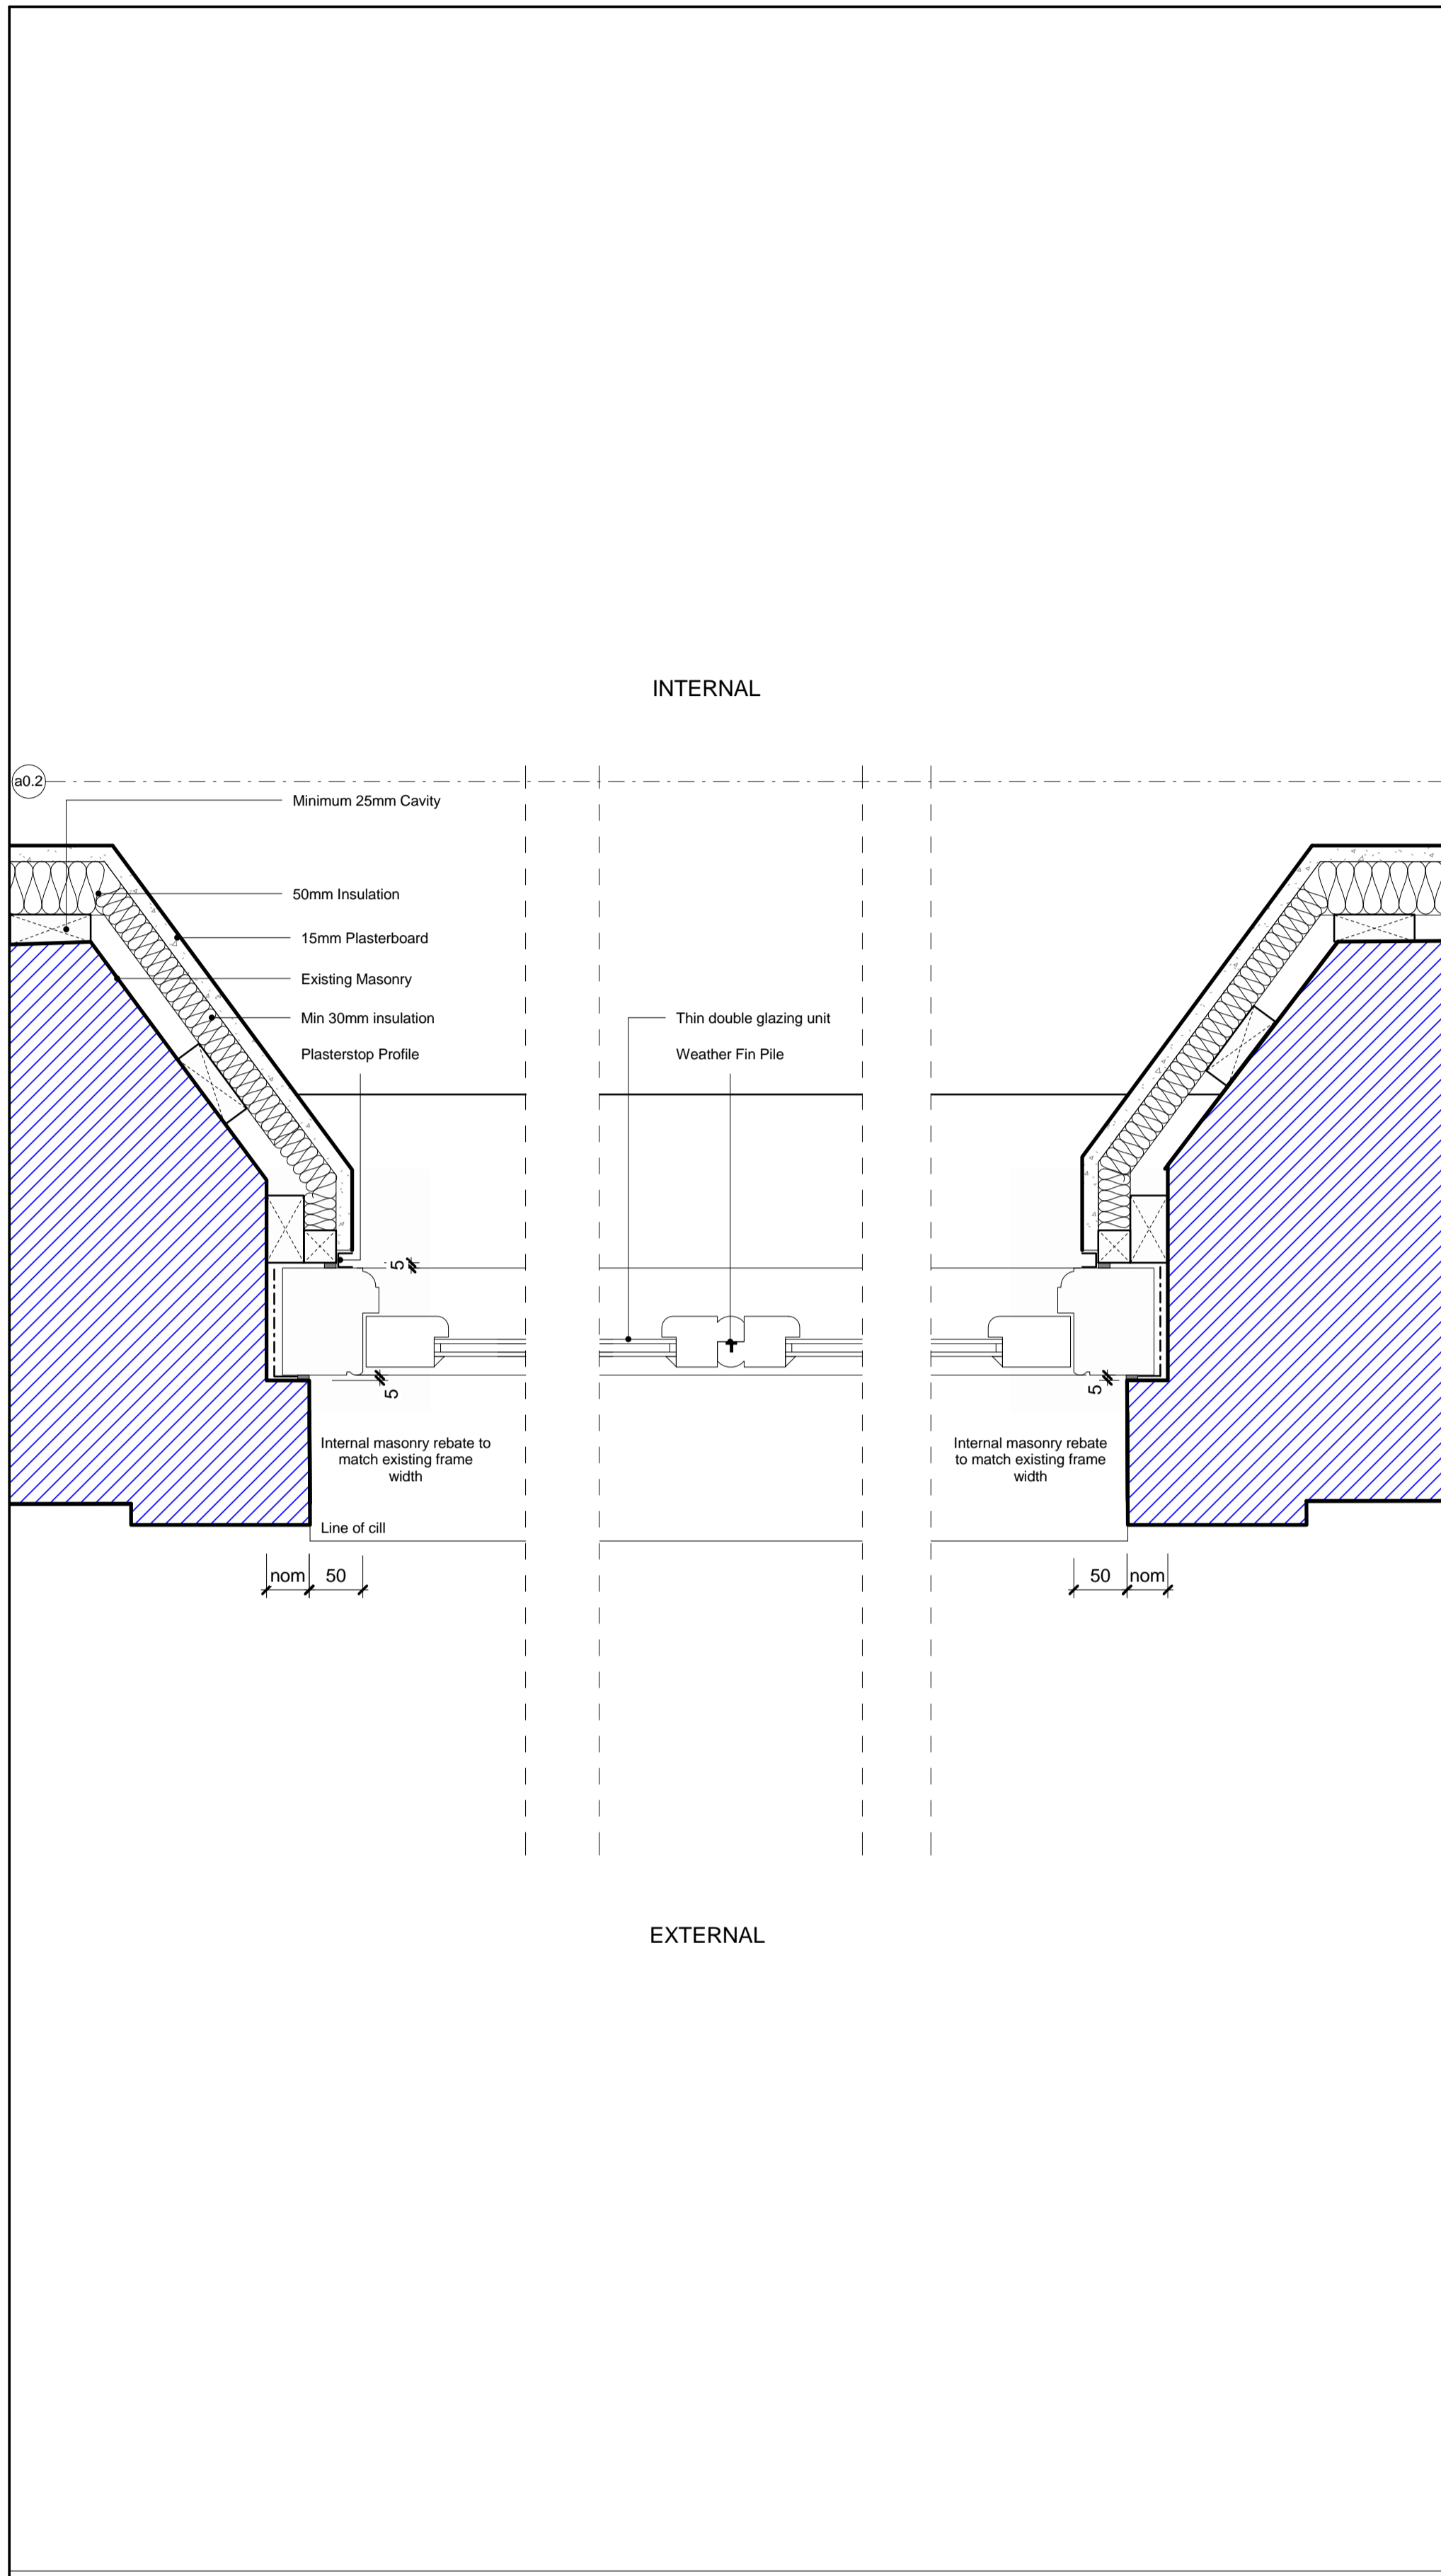 INTERNAL
a0.2
Minimum 25mm Cavity
50mm Insulation
15mm Plasterboard
Existing Masonry
Min 30mm insulation
Thin double glazing unit
Plasterstop Profile
Weather Fin Pile
5
5
5
Internal masonry rebate to
match existing frame
width
Internal masonry rebate
to match existing frame
width
Line of cill
nom
50
50
nom
EXTERNAL